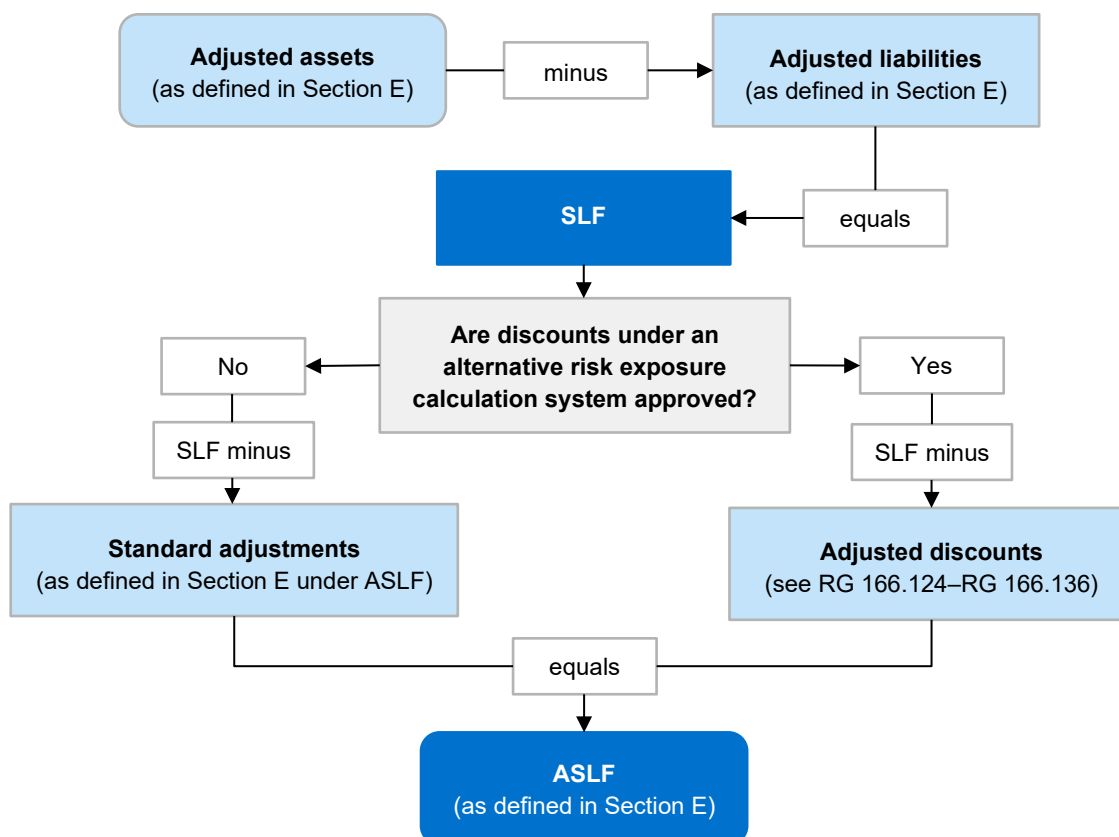 Adjusted assets
(as defined in Section E)
minus
Adjusted liabilities
(as defined in Section E)
SLF
equals
Are discounts under an
alternative risk exposure
calculation system approved?
No
Yes
SLF minus
SLF minus
Standard adjustments
(as defined in Section E under ASLF)
Adjusted discounts
(see RG 166.124–RG 166.136)
equals
ASLF
(as defined in Section E)